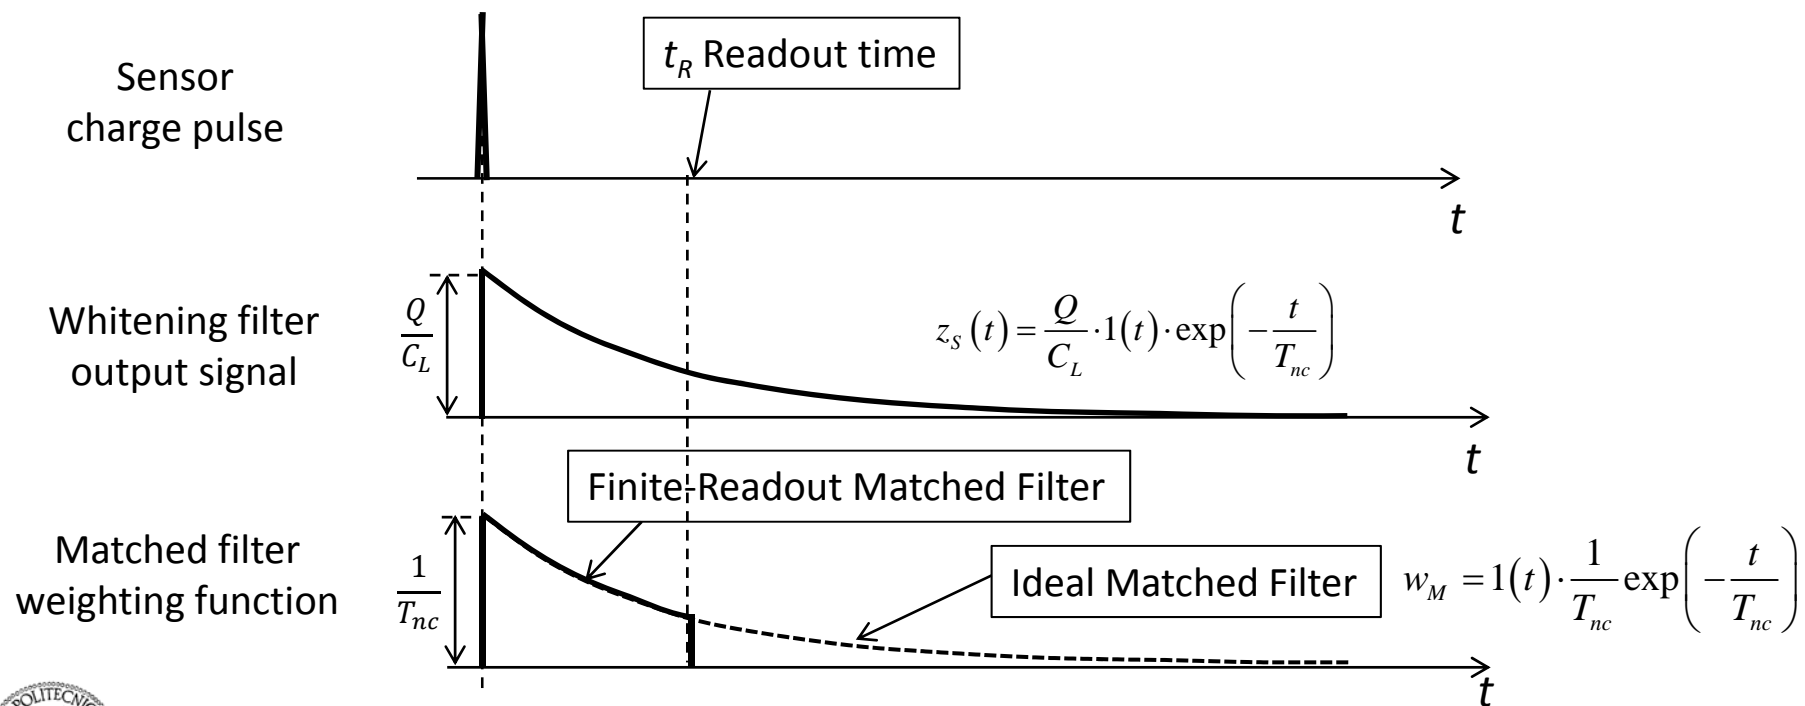 Sensor
charge pulse
t_R Readout time
t
Whitening filter
output signal
Q/C_L
z_S(t) = Q/C_L · 1(t) · exp(− t/T_nc)
t
Finite-Readout Matched Filter
Matched filter
weighting function
1/T_nc
Ideal Matched Filter
w_M = 1(t) · 1/T_nc exp(− t/T_nc)
t
POLITECNI